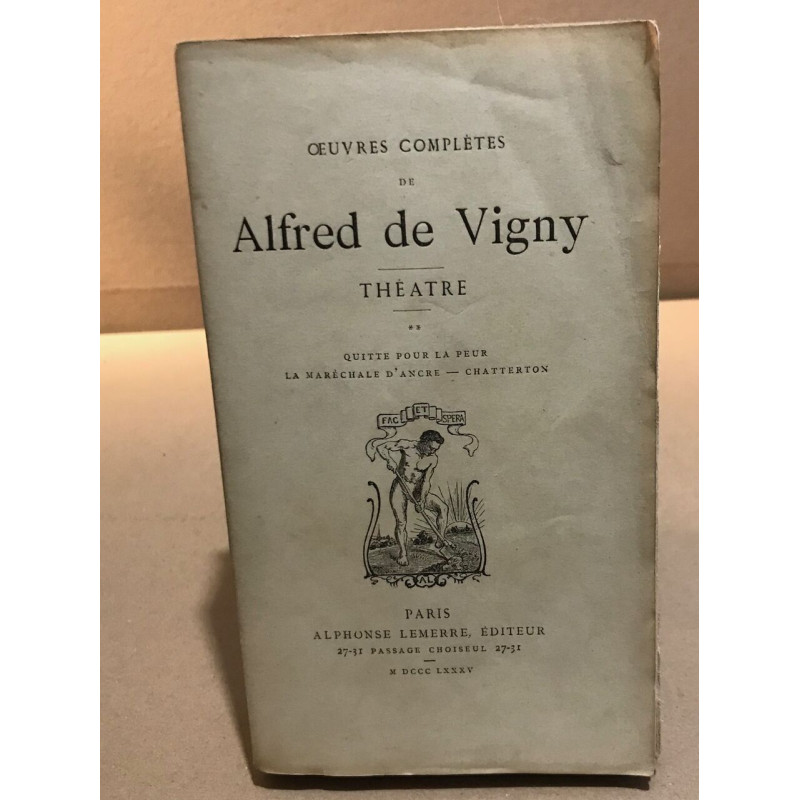 ŒUVRES COMPLÈTES
DE
Alfred de Vigny
THÉATRE
**
QUITTE POUR LA PEUR
LA MARÉCHALE D'ANCRE — CHATTERTON
FAC ET SPERA
AL
PARIS
ALPHONSE LEMERRE, ÉDITEUR
27-31 PASSAGE CHOISEUL 27-31
M DCCC LXXXV